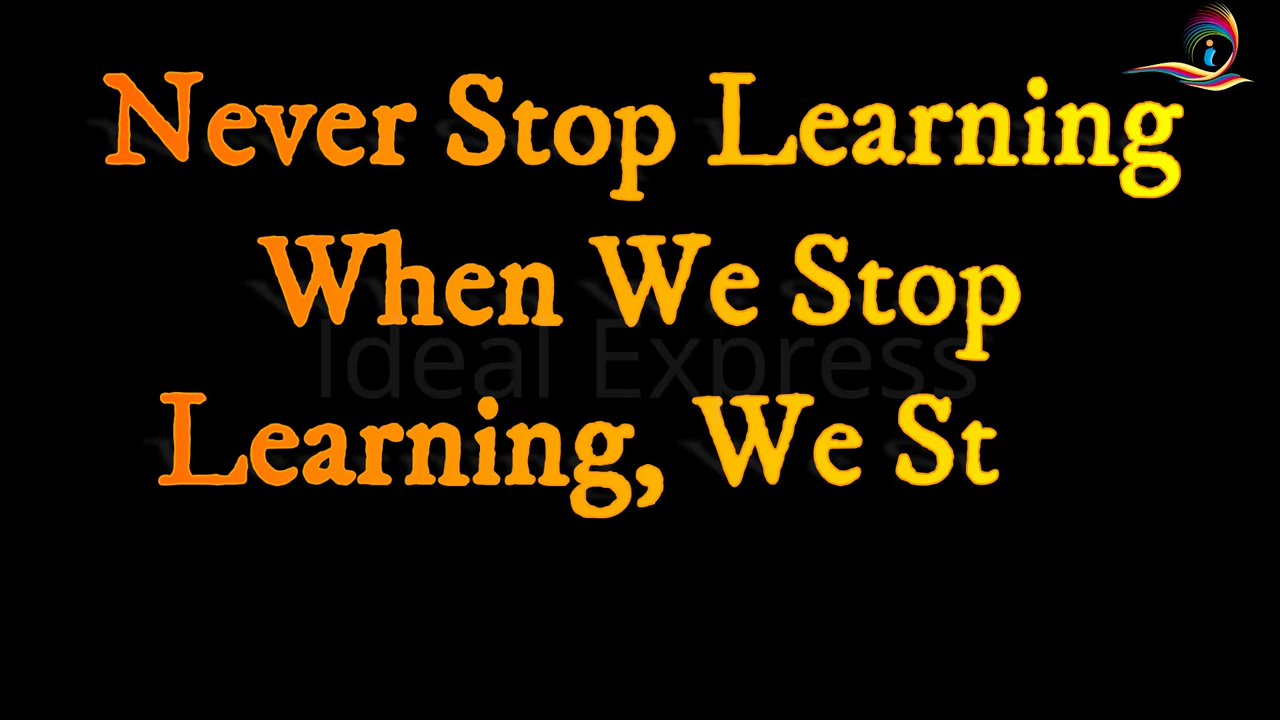 Never Stop Learning
When We Stop
Ideal Express
Learning, We St